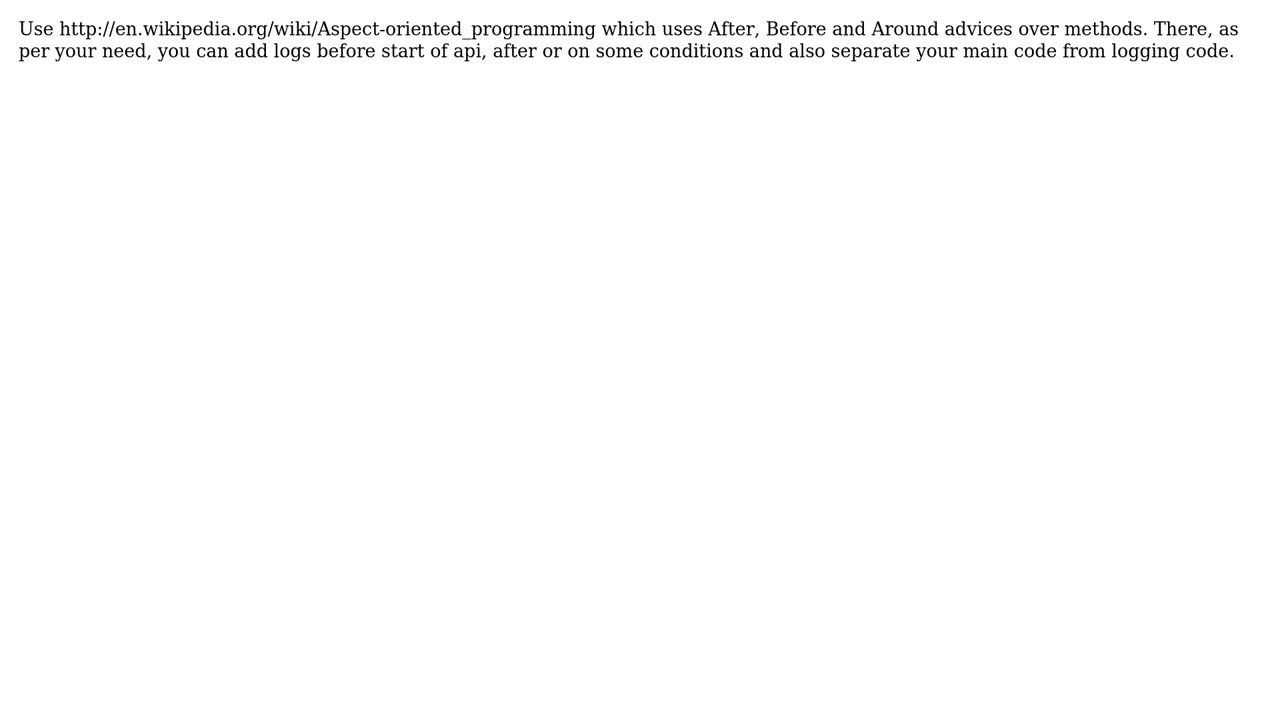 Use http://en.wikipedia.org/wiki/Aspect-oriented_programming which uses After, Before and Around advices over methods. There, as
per your need, you can add logs before start of api, after or on some conditions and also separate your main code from logging code.